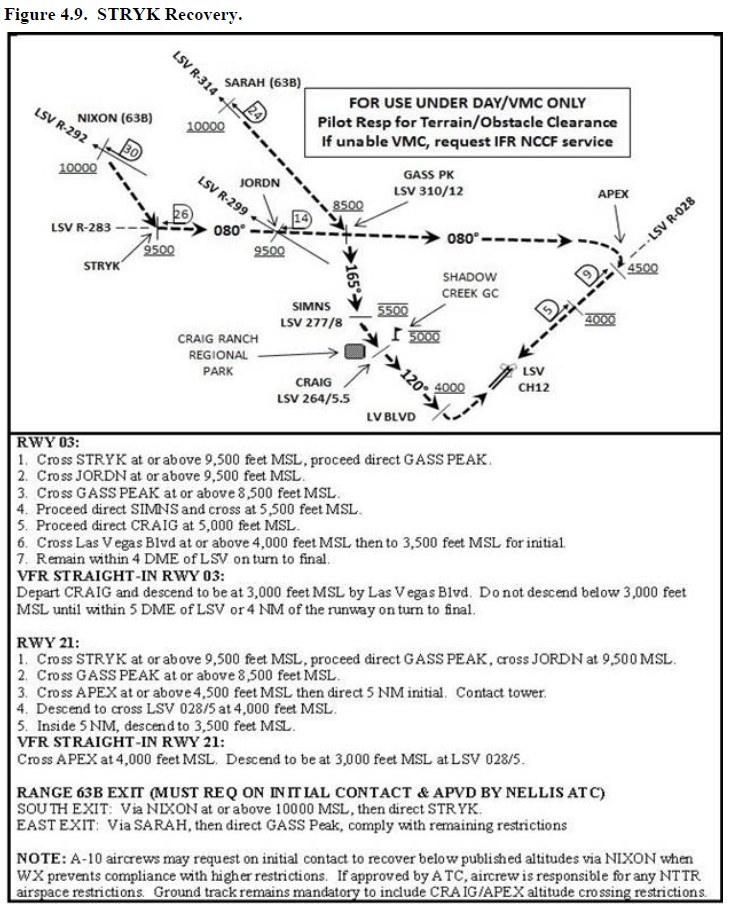 Figure 4.9. STRYK Recovery.
LSV R-314
SARAH (63B)
24
10000
FOR USE UNDER DAY/VMC ONLY
Pilot Resp for Terrain/Obstacle Clearance
If unable VMC, request IFR NCCF service
LSV R-292
NIXON (63B)
30
10000
GASS PK
LSV 310/12
JORDN
LSV R-299
8500
APEX
LSV R-028
26
14
LSV R-283
080°
080°
9500
9500
STRYK
4500
9
165°
SHADOW
CREEK GC
SIMNS
LSV 277/8
5500
5000
5
4000
CRAIG RANCH
REGIONAL
PARK
CRAIG
LSV 264/5.5
120°
4000
LSV
CH12
LV BLVD
RWY 03:
1. Cross STRYK at or above 9,500 feet MSL, proceed direct GASS PEAK.
2. Cross JORDN at or above 9,500 feet MSL.
3. Cross GASS PEAK at or above 8,500 feet MSL.
4. Proceed direct SIMNS and cross at 5,500 feet MSL.
5. Proceed direct CRAIG at 5,000 feet MSL.
6. Cross Las Vegas Blvd at or above 4,000 feet MSL then to 3,500 feet MSL for initial.
7. Remain within 4 DME of LSV on turn to final.
VFR STRAIGHT-IN RWY 03:
Depart CRAIG and descend to be at 3,000 feet MSL by Las Vegas Blvd. Do not descend below 3,000 feet
MSL until within 5 DME of LSV or 4 NM of the runway on turn to final.
RWY 21:
1. Cross STRYK at or above 9,500 feet MSL, proceed direct GASS PEAK, cross JORDN at 9,500 MSL.
2. Cross GASS PEAK at or above 8,500 feet MSL.
3. Cross APEX at or above 4,500 feet MSL then direct 5 NM initial. Contact tower.
4. Descend to cross LSV 028/5 at 4,000 feet MSL.
5. Inside 5 NM, descend to 3,500 feet MSL.
VFR STRAIGHT-IN RWY 21:
Cross APEX at 4,000 feet MSL. Descend to be at 3,000 feet MSL at LSV 028/5.
RANGE 63B EXIT (MUST REQ ON INITIAL CONTACT & APVD BY NELLIS ATC)
SOUTH EXIT: Via NIXON at or above 10000 MSL, then direct STRYK.
EAST EXIT: Via SARAH, then direct GASS Peak, comply with remaining restrictions
NOTE: A-10 aircrews may request on initial contact to recover below published altitudes via NIXON when
WX prevents compliance with higher restrictions. If approved by ATC, aircrew is responsible for any NTTR
airspace restrictions. Ground track remains mandatory to include CRAIG/APEX altitude crossing restrictions.